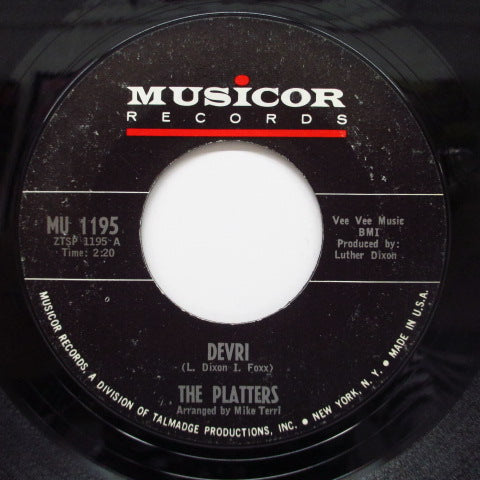 MUSICOR
RECORDS
MU 1195
ZTSP 1195-A
Time: 2:20
Vee Vee Music
BMI
Produced by:
Luther Dixon
DEVRI
(L. Dixon I. Foxx)
THE PLATTERS
Arranged by Mike Terri
MUSICOR RECORDS, A DIVISION OF TALMADGE PRODUCTIONS, INC. • NEW YORK, N. Y. • MADE IN U.S.A.